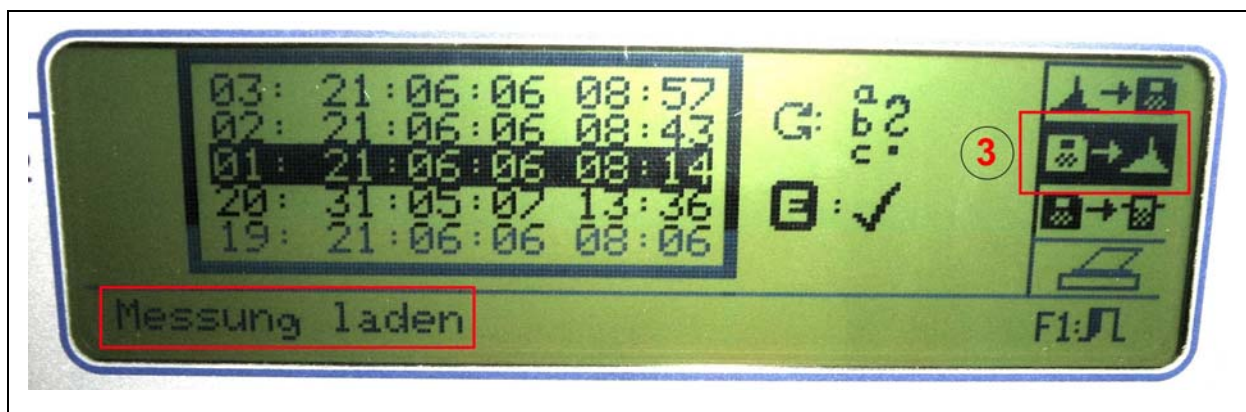 03: 21:06:06 08:57
02: 21:06:06 08:43
01: 21:06:06 08:14
20: 31:05:07 13:36
19: 21:06:06 08:06
: a b c ?
E :
3
Messung laden
F1: